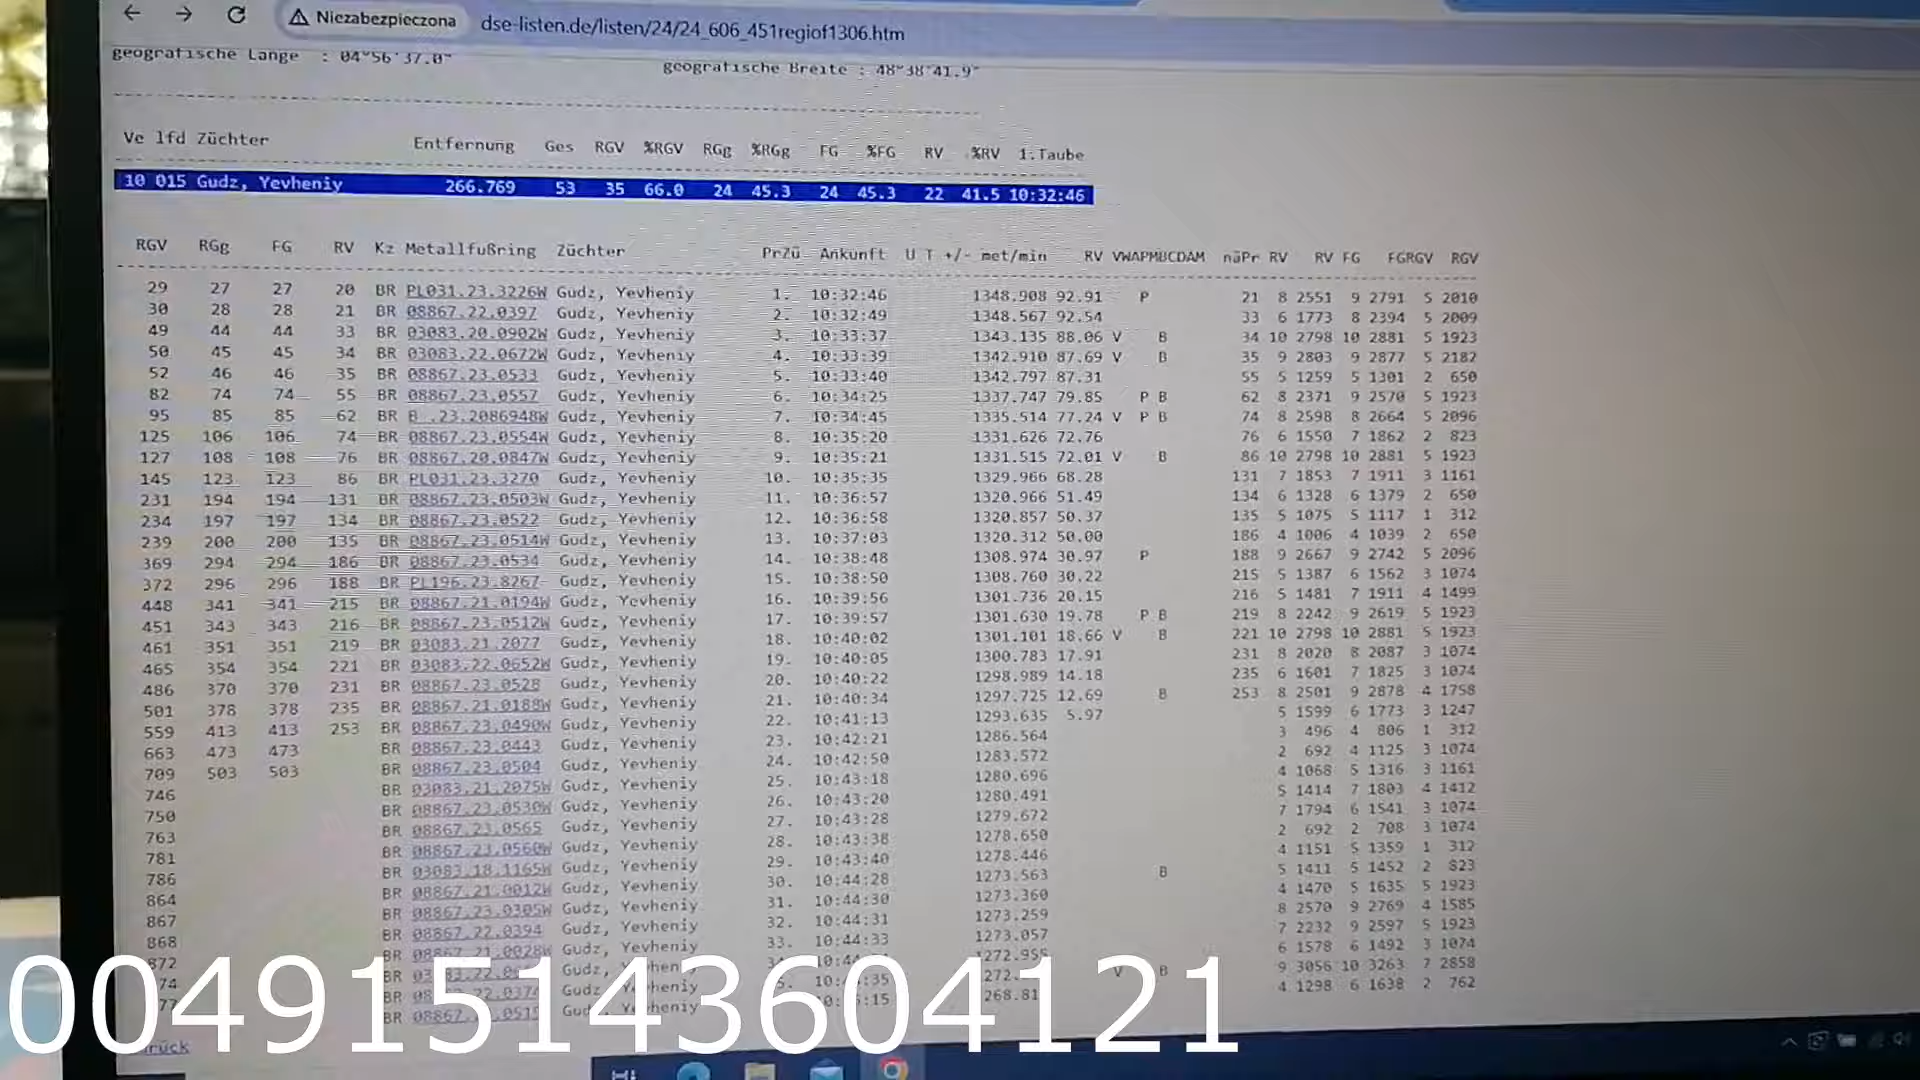 Niezabezpieczona dse-listen.de/listen/24/24_606_451regiof1306.htm
geografische Länge : 04°56'37.0" geografische Breite : 48°38'41.9"
Ve lfd Züchter Entfernung Ges RGV %RGV RGg %RGg FG %FG RV %RV 1.Taube
10 015 Gudz, Yevheniy 266.769 53 35 66.0 24 45.3 24 45.3 22 41.5 10:32:46
RGV RGg FG RV Kz Metallfußring Züchter PrZü Ankunft U T +/- met/min RV VWAPMBCDAM näPr RV RV FG FGRGV RGV
29 27 27 20 BR PL031.23.3226W Gudz, Yevheniy 1. 10:32:46 1348.908 92.91 P 21 8 2551 9 2791 5 2010
30 28 28 21 BR 08867.22.0397 Gudz, Yevheniy 2. 10:32:49 1348.567 92.54 33 6 1773 8 2394 5 2009
49 44 44 33 BR 03083.20.0902W Gudz, Yevheniy 3. 10:33:37 1343.135 88.06 V B 34 10 2798 10 2881 5 1923
50 45 45 34 BR 03083.22.0672W Gudz, Yevheniy 4. 10:33:39 1342.910 87.69 V B 35 9 2803 9 2877 5 2182
52 46 46 35 BR 08867.23.0533 Gudz, Yevheniy 5. 10:33:40 1342.797 87.31 55 5 1259 5 1301 2 650
82 74 74 55 BR 08867.23.0557 Gudz, Yevheniy 6. 10:34:25 1337.747 79.85 P B 62 8 2371 9 2570 5 1923
95 85 85 62 BR B .23.2086948W Gudz, Yevheniy 7. 10:34:45 1335.514 77.24 V P B 74 8 2598 8 2664 5 2096
125 106 106 74 BR 08867.23.0554W Gudz, Yevheniy 8. 10:35:20 1331.626 72.76 76 6 1550 7 1862 2 823
127 108 108 76 BR 08867.20.0847W Gudz, Yevheniy 9. 10:35:21 1331.515 72.01 V B 86 10 2798 10 2881 5 1923
145 123 123 86 BR PL031.23.3270 Gudz, Yevheniy 10. 10:35:35 1329.966 68.28 131 7 1853 7 1911 3 1161
231 194 194 131 BR 08867.23.0503W Gudz, Yevheniy 11. 10:36:57 1320.966 51.49 134 6 1328 6 1379 2 650
234 197 197 134 BR 08867.23.0522 Gudz, Yevheniy 12. 10:36:58 1320.857 50.37 135 5 1075 5 1117 1 312
239 200 200 135 BR 08867.23.0514W Gudz, Yevheniy 13. 10:37:03 1320.312 50.00 186 4 1006 4 1039 2 650
369 294 294 186 BR 08867.23.0534 Gudz, Yevheniy 14. 10:38:48 1308.974 30.97 P 188 9 2667 9 2742 5 2096
372 296 296 188 BR PL196.23.8267 Gudz, Yevheniy 15. 10:38:50 1308.760 30.22 215 5 1387 6 1562 3 1074
448 341 341 215 BR 08867.21.0194W Gudz, Yevheniy 16. 10:39:56 1301.736 20.15 216 5 1481 7 1911 4 1499
451 343 343 216 BR 08867.23.0512W Gudz, Yevheniy 17. 10:39:57 1301.630 19.78 P B 219 8 2242 9 2619 5 1923
461 351 351 219 BR 03083.21.2077 Gudz, Yevheniy 18. 10:40:02 1301.101 18.66 V B 221 10 2798 10 2881 5 1923
465 354 354 221 BR 03083.22.0652W Gudz, Yevheniy 19. 10:40:05 1300.783 17.91 231 8 2020 8 2087 3 1074
486 370 370 231 BR 08867.23.0528 Gudz, Yevheniy 20. 10:40:22 1298.989 14.18 235 6 1601 7 1825 3 1074
501 378 378 235 BR 08867.21.0188W Gudz, Yevheniy 21. 10:40:34 1297.725 12.69 B 253 8 2501 9 2878 4 1758
559 413 413 253 BR 08867.23.0490W Gudz, Yevheniy 22. 10:41:13 1293.635 5.97 5 1599 6 1773 3 1247
663 473 473 BR 08867.23.0443 Gudz, Yevheniy 23. 10:42:21 1286.564 3 496 4 806 1 312
709 503 503 BR 08867.23.0504 Gudz, Yevheniy 24. 10:42:50 1283.572 2 692 4 1125 3 1074
746 BR 03083.21.2075W Gudz, Yevheniy 25. 10:43:18 1280.696 4 1068 5 1316 3 1161
750 BR 08867.23.0530W Gudz, Yevheniy 26. 10:43:20 1280.491 5 1414 7 1803 4 1412
763 BR 08867.23.0565 Gudz, Yevheniy 27. 10:43:28 1279.672 7 1794 6 1541 3 1074
781 BR 08867.23.0560W Gudz, Yevheniy 28. 10:43:38 1278.650 2 692 2 708 3 1074
786 BR 03083.18.1165W Gudz, Yevheniy 29. 10:43:40 1278.446 4 1151 5 1359 1 312
864 BR 08867.21.0012W Gudz, Yevheniy 30. 10:44:28 1273.563 B 5 1411 5 1452 2 823
867 BR 08867.23.0305W Gudz, Yevheniy 31. 10:44:30 1273.360 4 1470 5 1635 5 1923
868 BR 08867.22.0394 Gudz, Yevheniy 32. 10:44:31 1273.259 8 2570 9 2769 4 1585
872 BR 08867.21.0028W Gudz, Yevheniy 33. 10:44:33 1273.057 7 2232 9 2597 5 1923
BR Gudz, 1272.955 6 1578 6 1492 3 1074
BR Gudz, V B 9 3056 10 3263 7 2858
BR 4 1298 6 1638 2 762
004915143604121